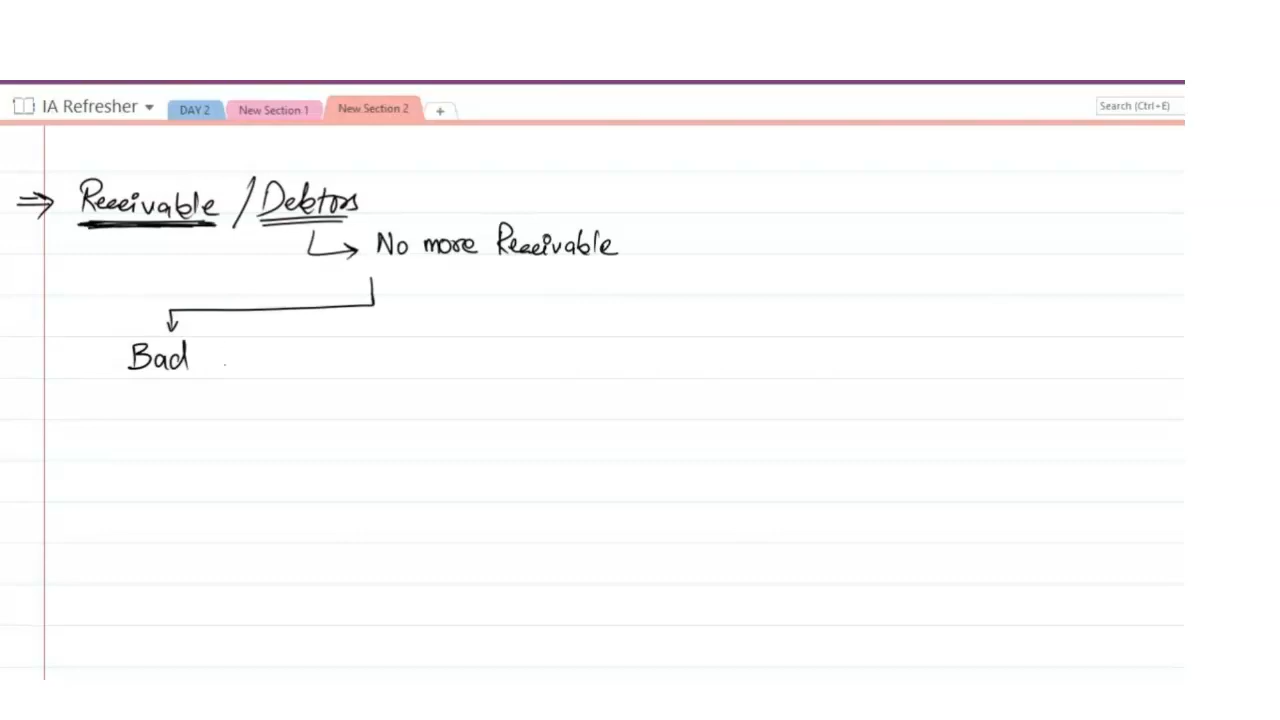 IA Refresher DAY 2 New Section 1 New Section 2 + Search (Ctrl+E)
⇒ Receivable / Debtors
↳ No more Receivable
Bad